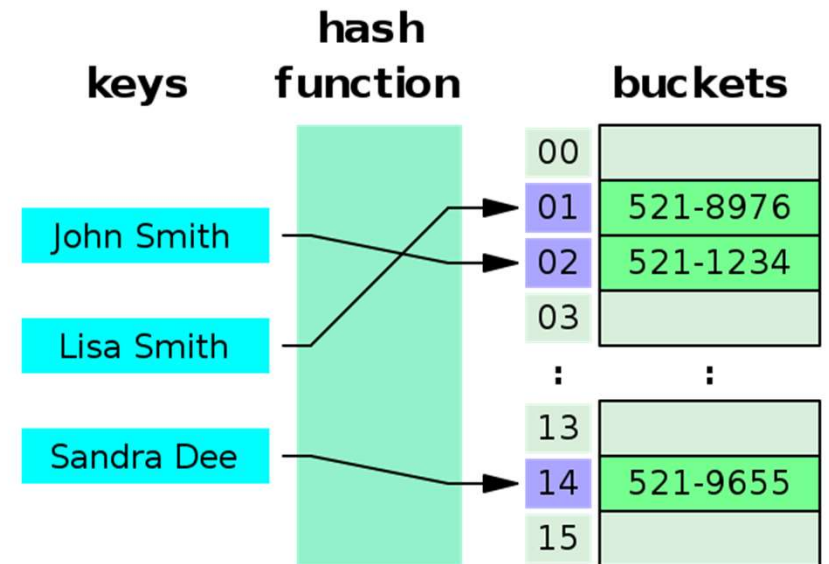 keys
hash
function
buckets
John Smith
Lisa Smith
Sandra Dee
00
01 521-8976
02 521-1234
03
: :
13
14 521-9655
15